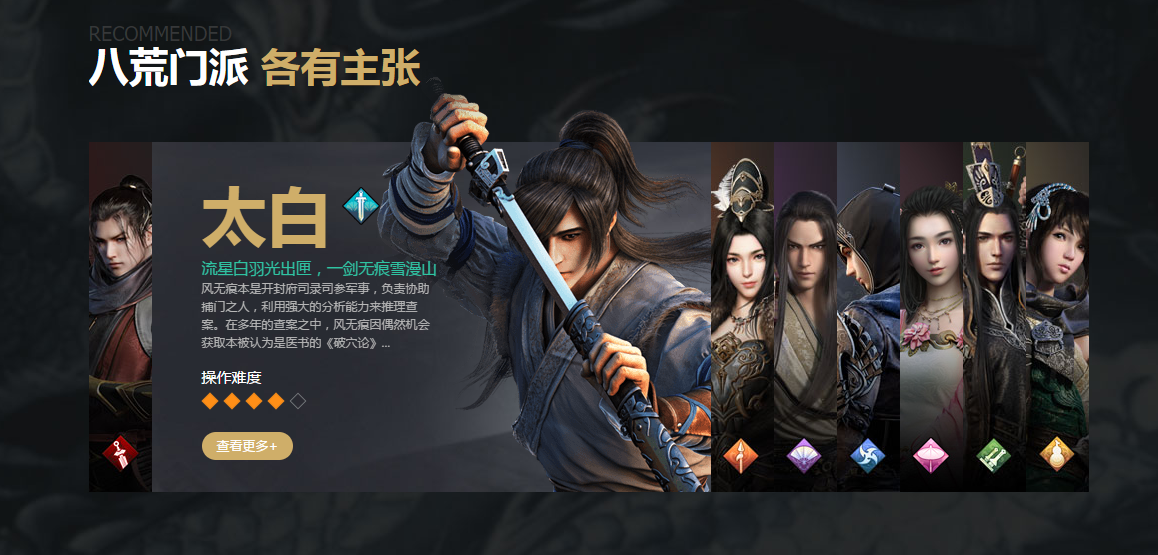 RECOMMENDED
八荒门派 各有主张
太白
流星白羽光出匣，一剑无痕雪漫山
风无痕本是开封府司录司参军事，负责协助
捕门之人，利用强大的分析能力来推理查
案。在多年的查案之中，风无痕因偶然机会
获取本被认为是医书的《破穴论》...
操作难度
查看更多+